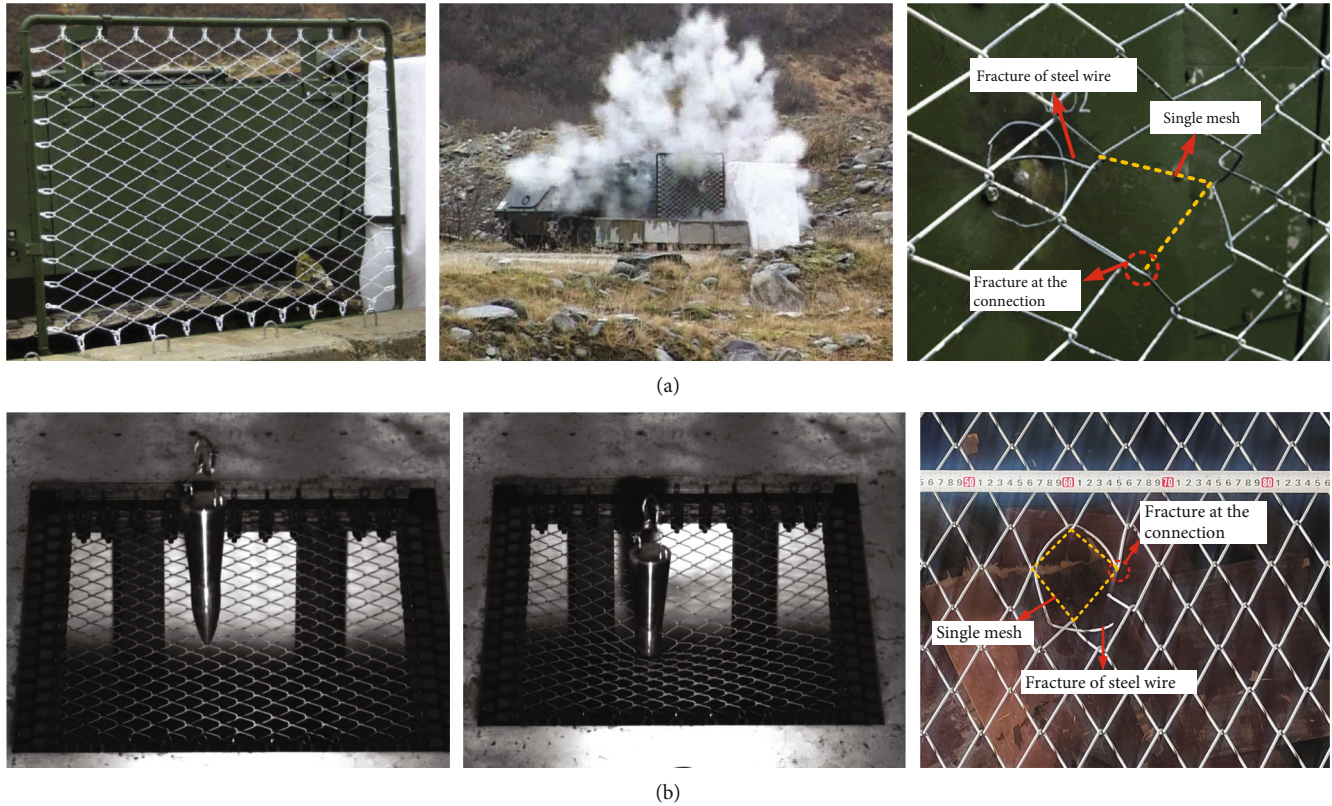 Fracture of steel wire
02
Single mesh
Fracture at the
connection
(a)
5 6 7 8 9 50 1 2 3 4 5 6 7 8 9 60 1 2 3 4 5 6 7 8 9 70 1 2 3 4 5 6 7 8 9 80 1 2 3 4 5 6
Fracture at the
connection
Single mesh
Fracture of steel wire
(b)